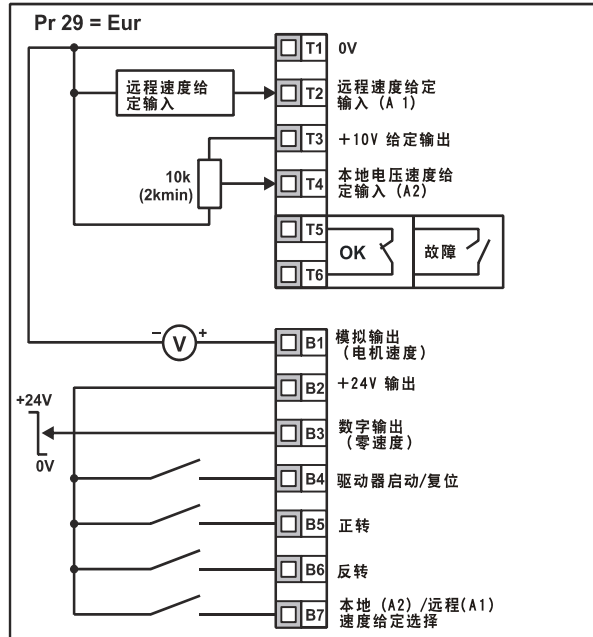 Pr 29 = Eur
T1 0V
远程速度给
定输入
T2 远程速度给定
输入 (A 1)
T3 +10V 给定输出
10k
(2kmin)
T4 本地电压速度给
定输入 (A2)
T5
OK 故障
T6
− V +
B1 模拟输出
(电机速度)
B2 +24V 输出
+24V
B3 数字输出
(零速度)
0V
B4 驱动器启动/复位
B5 正转
B6 反转
B7 本地 (A2) /远程(A1)
速度给定选择